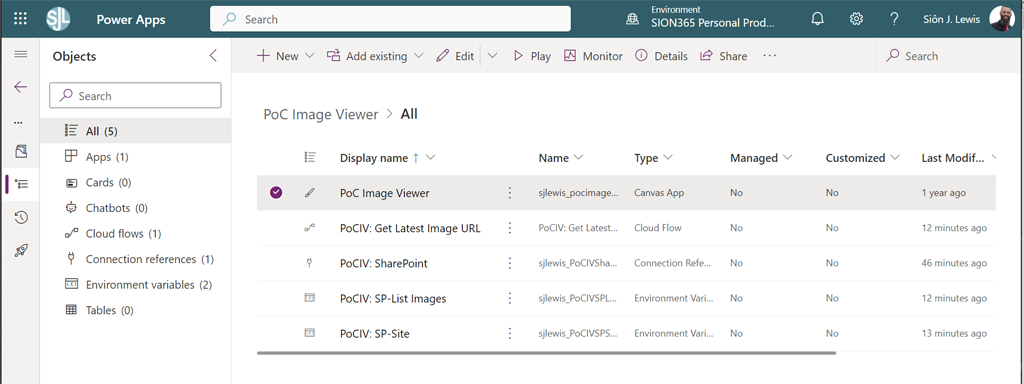 SJL Power Apps Search Environment SION365 Personal Prod... ? Siôn J. Lewis
Objects
Search
All (5)
Apps (1)
Cards (0)
Chatbots (0)
Cloud flows (1)
Connection references (1)
Environment variables (2)
Tables (0)
New Add existing Edit Play Monitor Details Share ... Search
PoC Image Viewer > All
Display name ↑ Name Type Managed Customized Last Modif...
PoC Image Viewer sjlewis_pocimage... Canvas App No No 1 year ago
PoCIV: Get Latest Image URL PoCIV: Get Latest... Cloud Flow No No 12 minutes ago
PoCIV: SharePoint sjlewis_PoCIVSha... Connection Refe... No No 46 minutes ago
PoCIV: SP-List Images sjlewis_PoCIVSPL... Environment Vari... No No 12 minutes ago
PoCIV: SP-Site sjlewis_PoCIVSPS... Environment Vari... No No 13 minutes ago